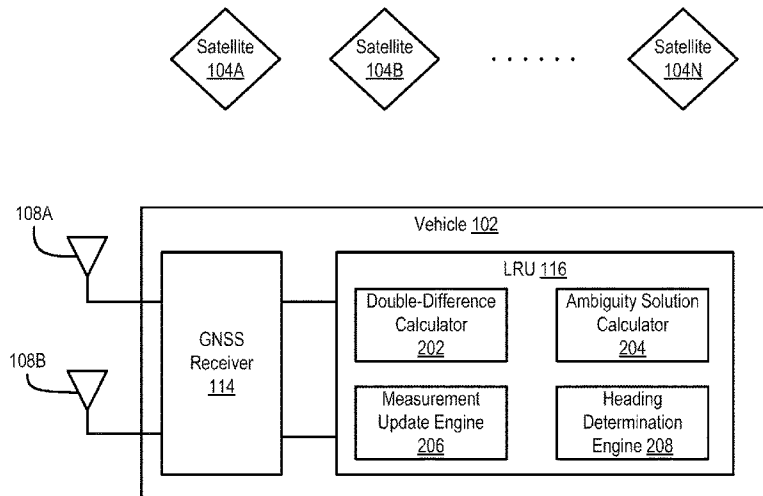 Satellite
104A
Satellite
104B
. . . . . .
Satellite
104N
108A
Vehicle 102
LRU 116
GNSS
Receiver
114
Double-Difference
Calculator
202
Ambiguity Solution
Calculator
204
108B
Measurement
Update Engine
206
Heading
Determination
Engine 208